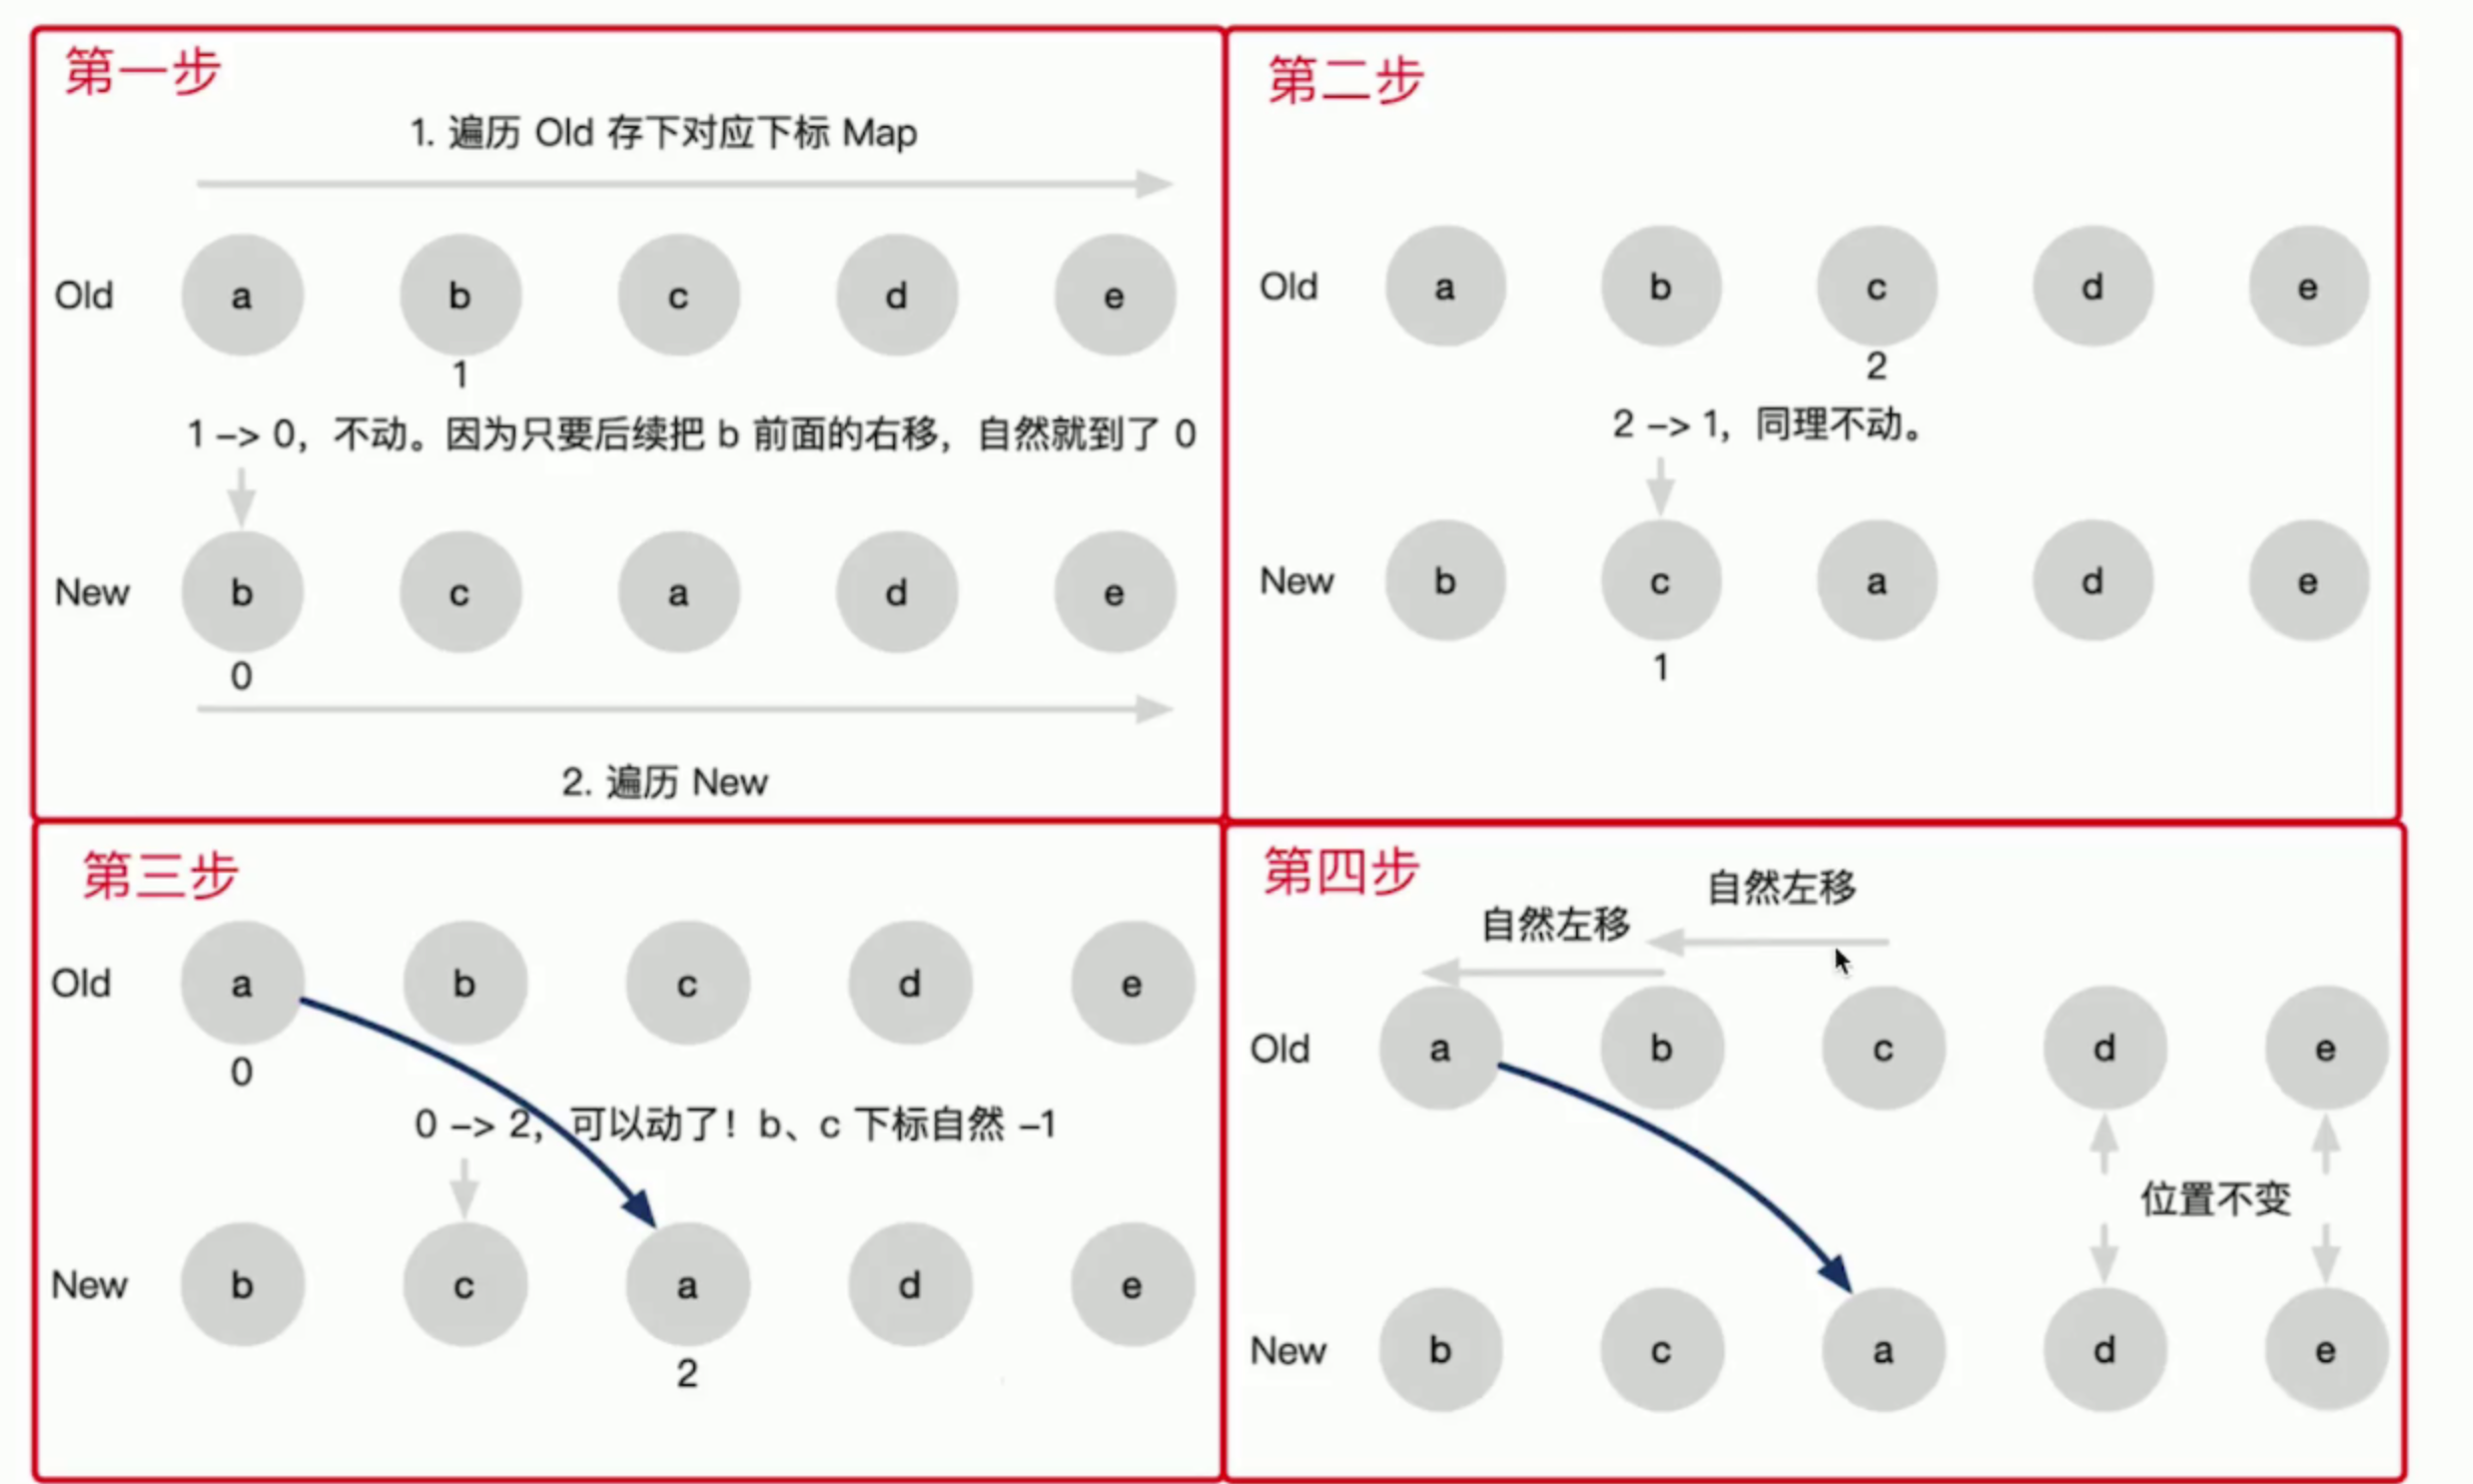 第一步
1. 遍历 Old 存下对应下标 Map
Old a b c d e
1
1 –> 0，不动。因为只要后续把 b 前面的右移，自然就到了 0
New b c a d e
0
2. 遍历 New
第二步
Old a b c d e
2
2 –> 1，同理不动。
New b c a d e
1
第三步
Old a b c d e
0
0 –> 2，可以动了！b、c 下标自然 –1
New b c a d e
2
第四步
自然左移
自然左移
Old a b c d e
位置不变
New b c a d e